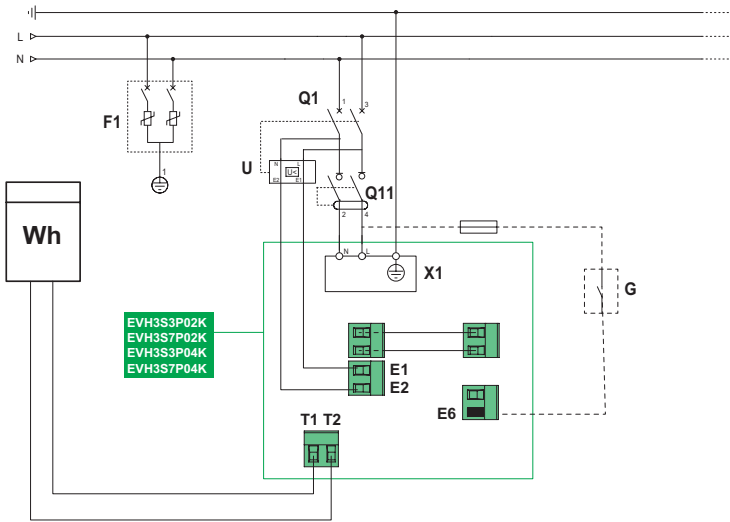 L
N
Q1
1
3
F1
U
N
L
U<
E2
E1
1
Q11
2
4
Wh
N
L
X1
G
EVH3S3P02K
EVH3S7P02K
EVH3S3P04K
EVH3S7P04K
E1
E2
E6
T1 T2